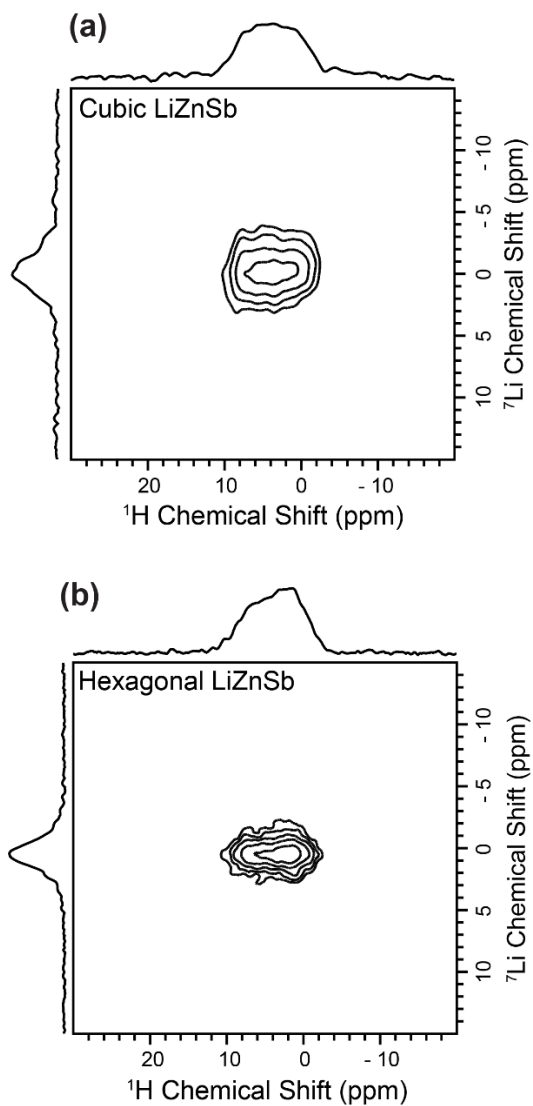 (a)
Cubic LiZnSb
- 10
-5
0
5
10
⁷Li Chemical Shift (ppm)
20 10 0 - 10
¹H Chemical Shift (ppm)
(b)
Hexagonal LiZnSb
- 10
-5
0
5
10
⁷Li Chemical Shift (ppm)
20 10 0 - 10
¹H Chemical Shift (ppm)